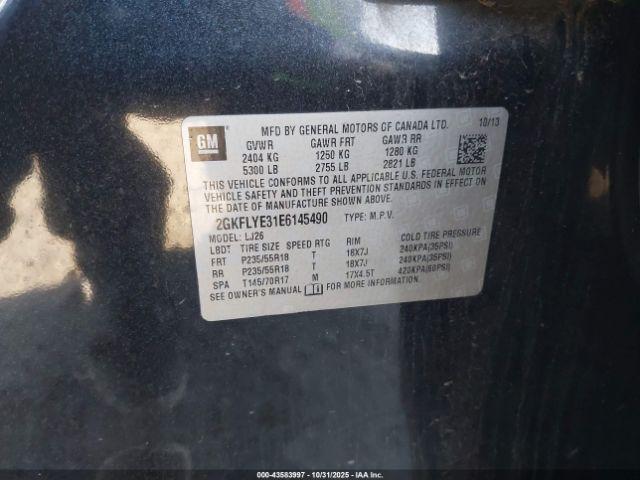 GM
MFD BY GENERAL MOTORS OF CANADA LTD. 10/13
GVWR GAWR FRT GAWR RR
2404 KG 1250 KG 1280 KG
5300 LB 2755 LB 2821 LB
THIS VEHICLE CONFORMS TO ALL APPLICABLE U.S. FEDERAL MOTOR
VEHICLE SAFETY AND THEFT PREVENTION STANDARDS IN EFFECT ON
THE DATE OF MANUFACTURE SHOWN ABOVE.
2GKFLYE31E6145490 TYPE: M.P.V.
MODEL: LJ26
LBDT TIRE SIZE SPEED RTG RIM COLD TIRE PRESSURE
FRT P235/55R18 T 18X7J 240KPA(35PSI)
RR P235/55R18 T 18X7J 240KPA(35PSI)
SPA T145/70R17 M 17X4.5T 420KPA(60PSI)
SEE OWNER'S MANUAL FOR MORE INFORMATION.
000-43583997 - 10/31/2025 - IAA Inc.